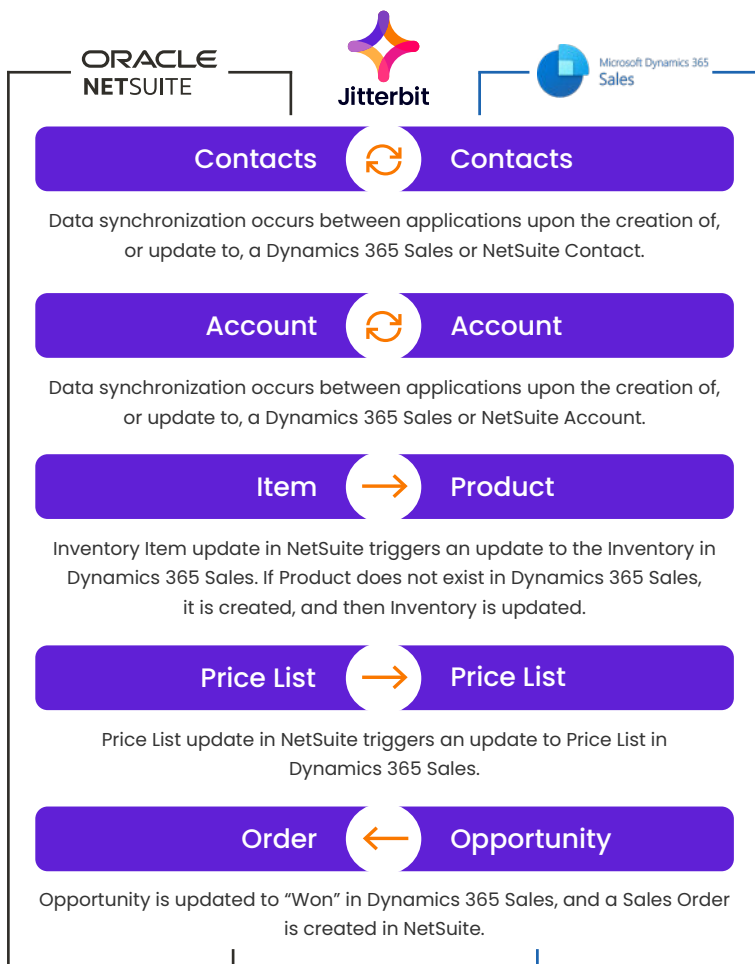 ORACLE
NETSUITE
Jitterbit
Microsoft Dynamics 365
Sales
Contacts Contacts
Data synchronization occurs between applications upon the creation of,
or update to, a Dynamics 365 Sales or NetSuite Contact.
Account Account
Data synchronization occurs between applications upon the creation of,
or update to, a Dynamics 365 Sales or NetSuite Account.
Item Product
Inventory Item update in NetSuite triggers an update to the Inventory in
Dynamics 365 Sales. If Product does not exist in Dynamics 365 Sales,
it is created, and then Inventory is updated.
Price List Price List
Price List update in NetSuite triggers an update to Price List in
Dynamics 365 Sales.
Order Opportunity
Opportunity is updated to “Won” in Dynamics 365 Sales, and a Sales Order
is created in NetSuite.